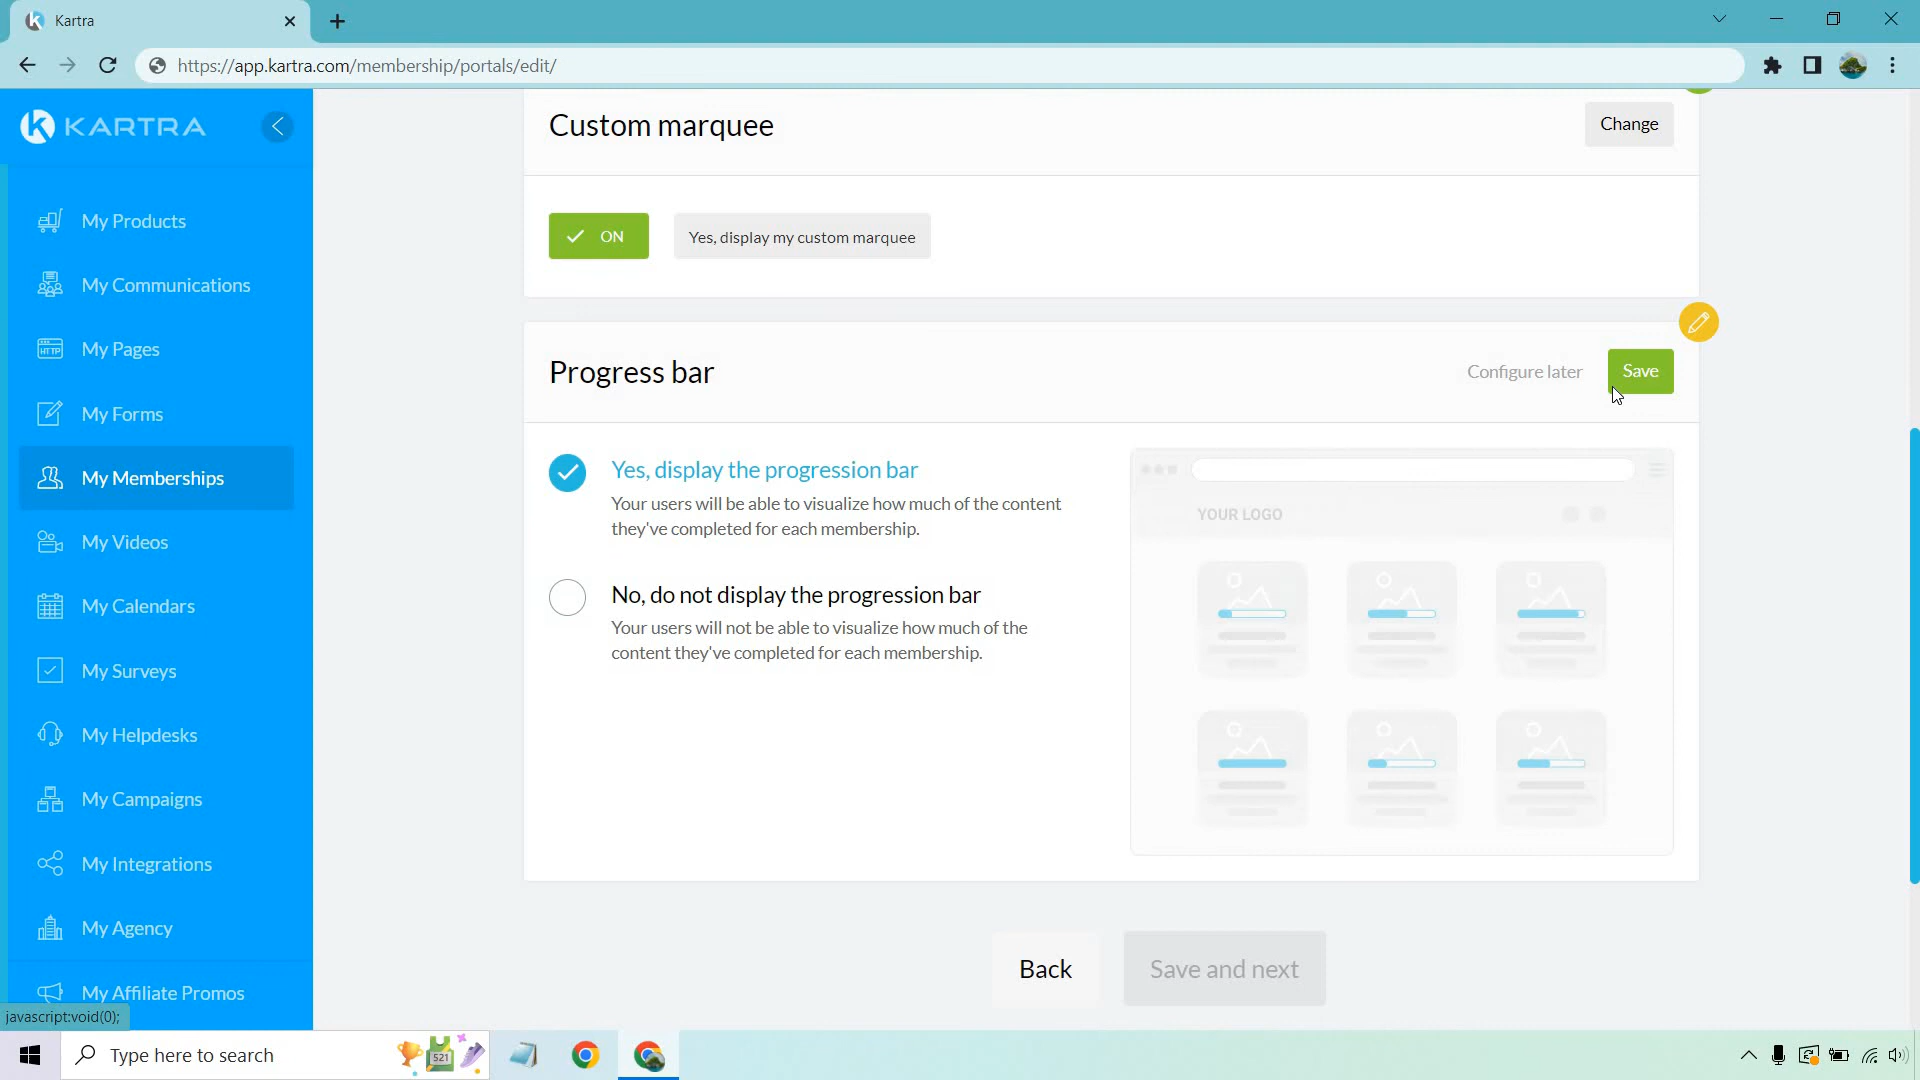 Kartra
https://app.kartra.com/membership/portals/edit/
KARTRA
My Products
My Communications
HTTP
My Pages
My Forms
My Memberships
My Videos
My Calendars
My Surveys
My Helpdesks
My Campaigns
My Integrations
My Agency
My Affiliate Promos
javascript:void(0);
Custom marquee
Change
ON
Yes, display my custom marquee
Progress bar
Configure later
Save
Yes, display the progression bar
Your users will be able to visualize how much of the content
they've completed for each membership.
No, do not display the progression bar
Your users will not be able to visualize how much of the
content they've completed for each membership.
YOUR LOGO
Back
Save and next
Type here to search
521